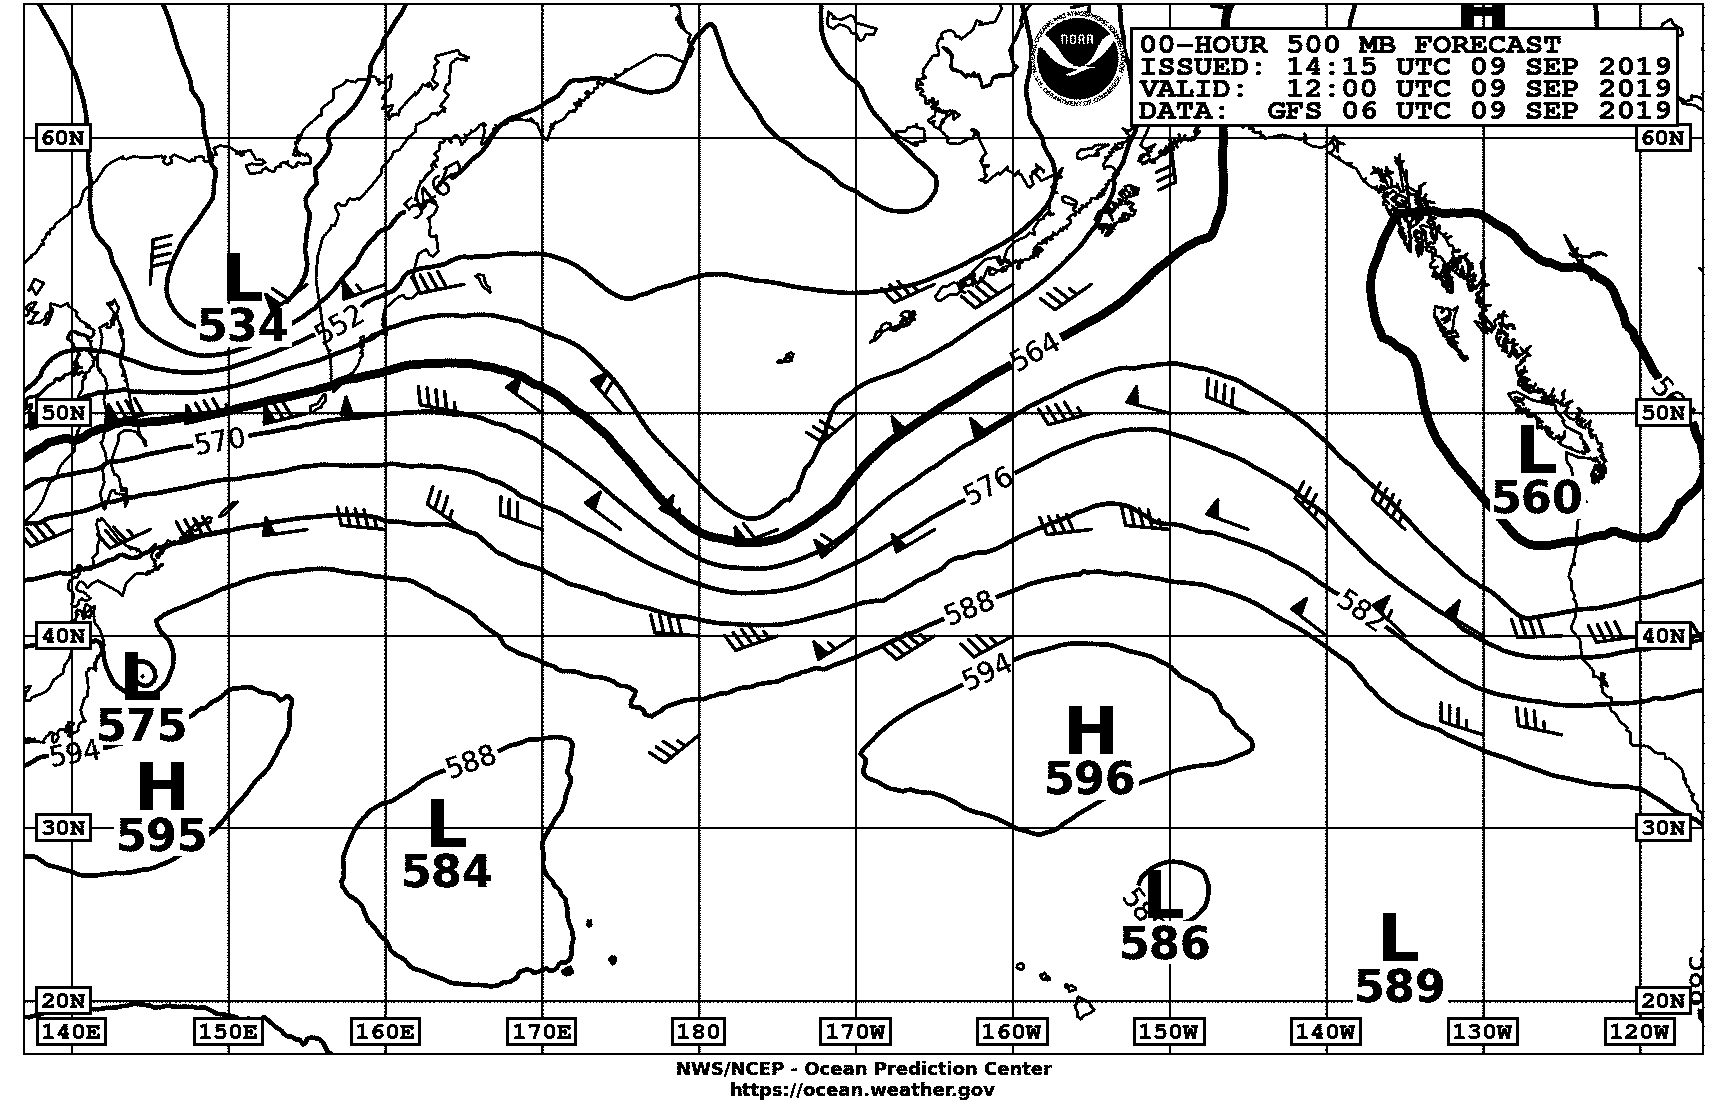 H
NOAA
00-HOUR 500 MB FORECAST
ISSUED: 14:15 UTC 09 SEP 2019
VALID: 12:00 UTC 09 SEP 2019
DATA: GFS 06 UTC 09 SEP 2019
60N
60N
546
L
534
552
564
50N
50N
570
L
560
576
588
582
40N
40N
L
575
594
594
H
596
588
H
595
L
584
30N
30N
L
586
L
589
20N
20N
140E 150E 160E 170E 180 170W 160W 150W 140W 130W 120W
NWS/NCEP - Ocean Prediction Center
https://ocean.weather.gov